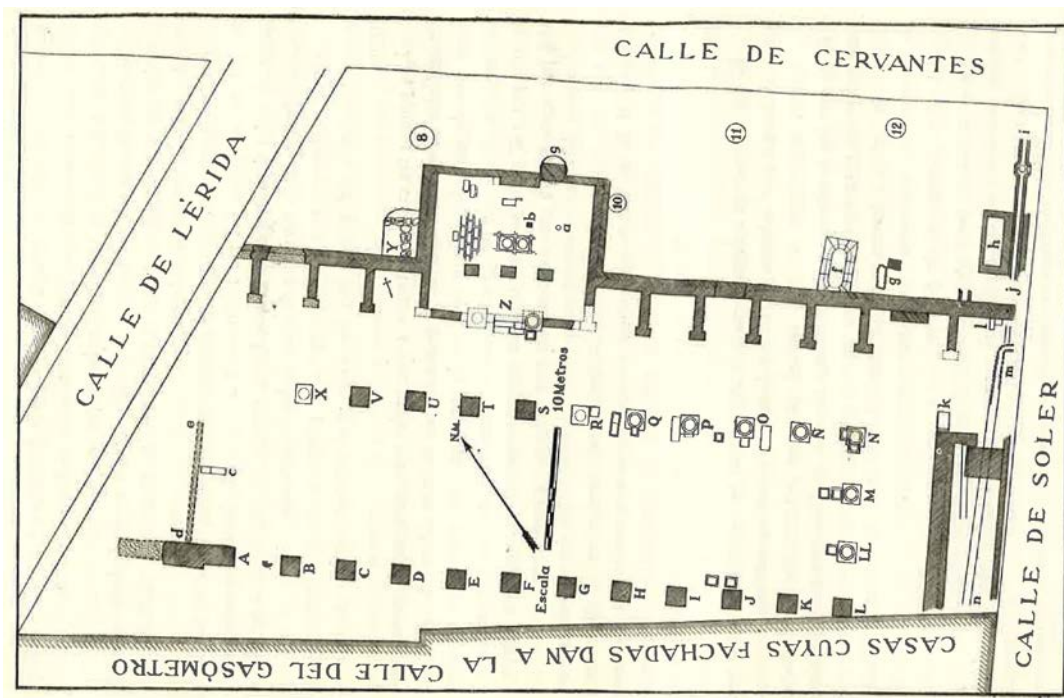 CALLE DE CERVANTES
CALLE DE LÉRIDA
8
9
10
11
12
Y
b
a
Z
f
g
h
i
j
l
m
k
n
X
V
U
T
S
R
Q
P
O
Ñ
N
M
LL
N.M.
Escala 10 Metros
e
c
d
A
B
C
D
E
F
G
H
I
J
K
L
CALLE DE SOLER
CASAS CUYAS FACHADAS DAN A LA CALLE DEL GASÓMETRO